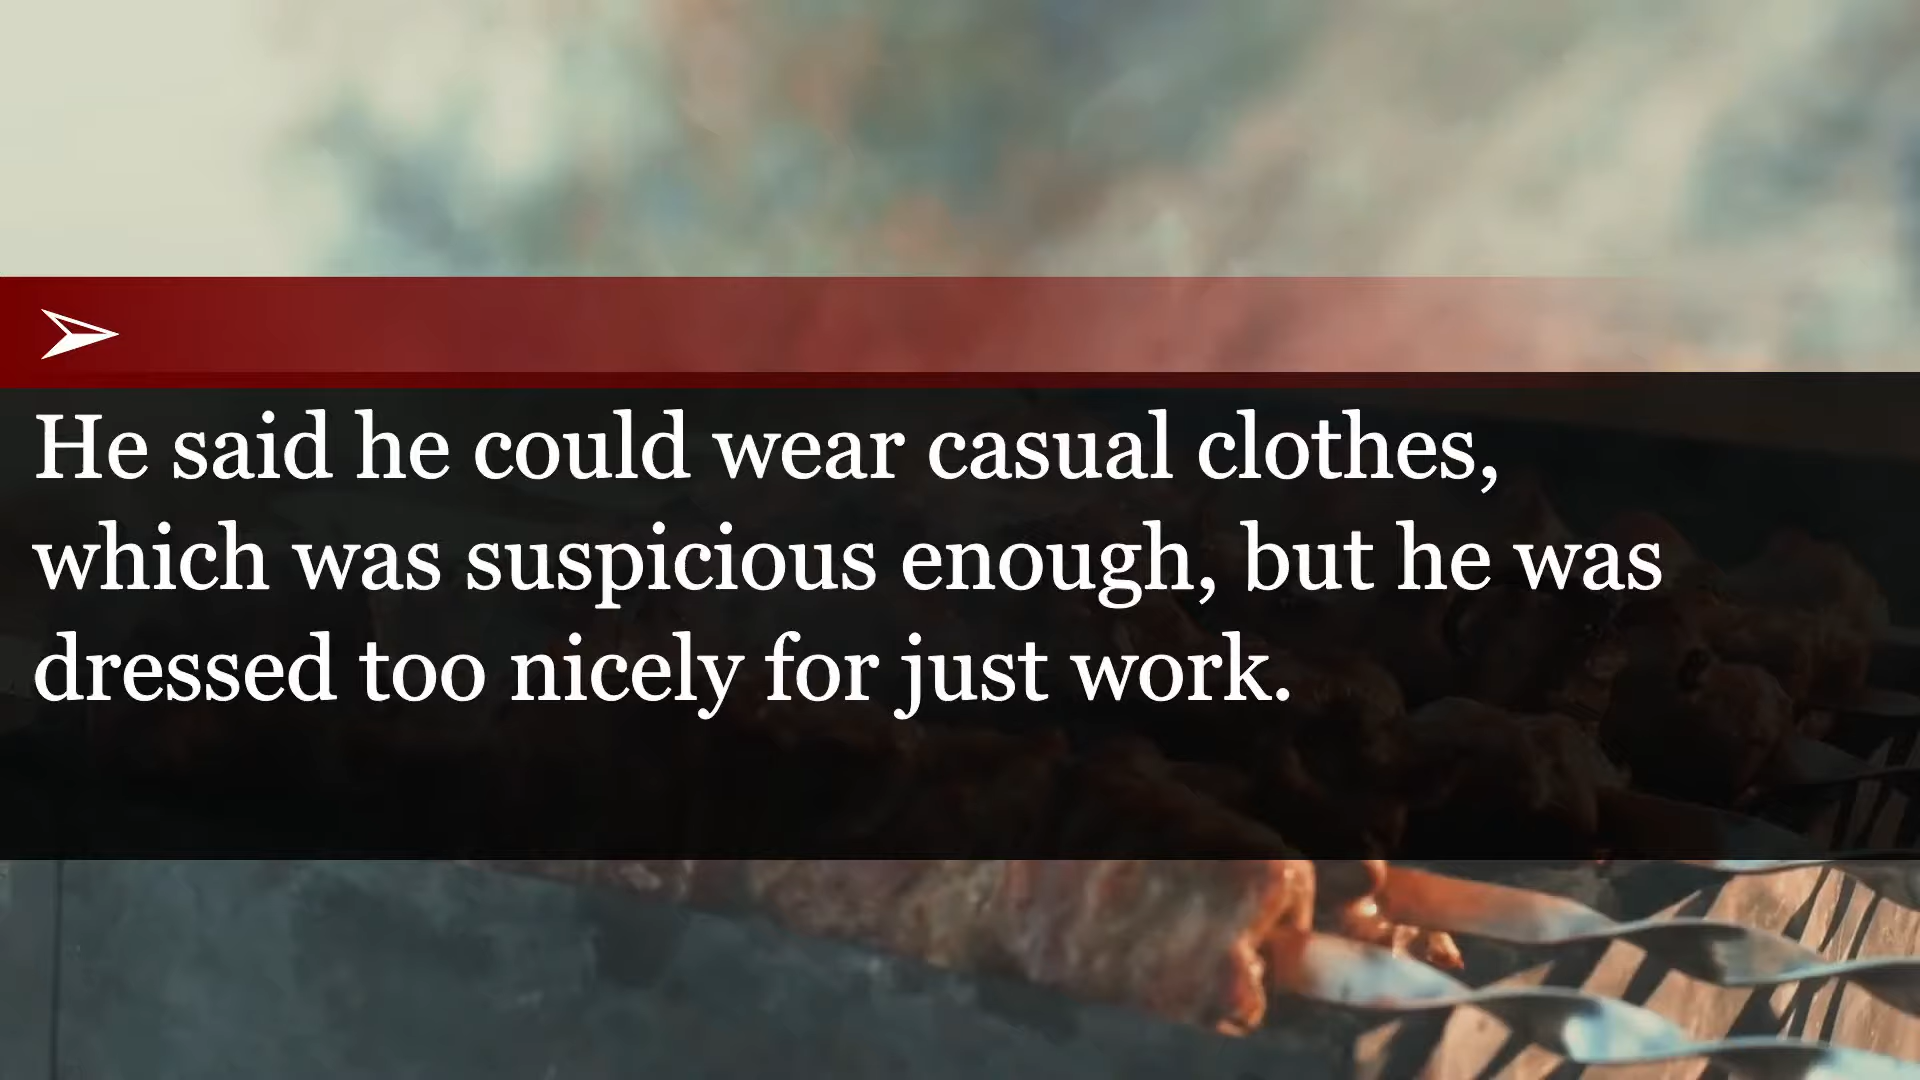 He said he could wear casual clothes,
which was suspicious enough, but he was
dressed too nicely for just work.